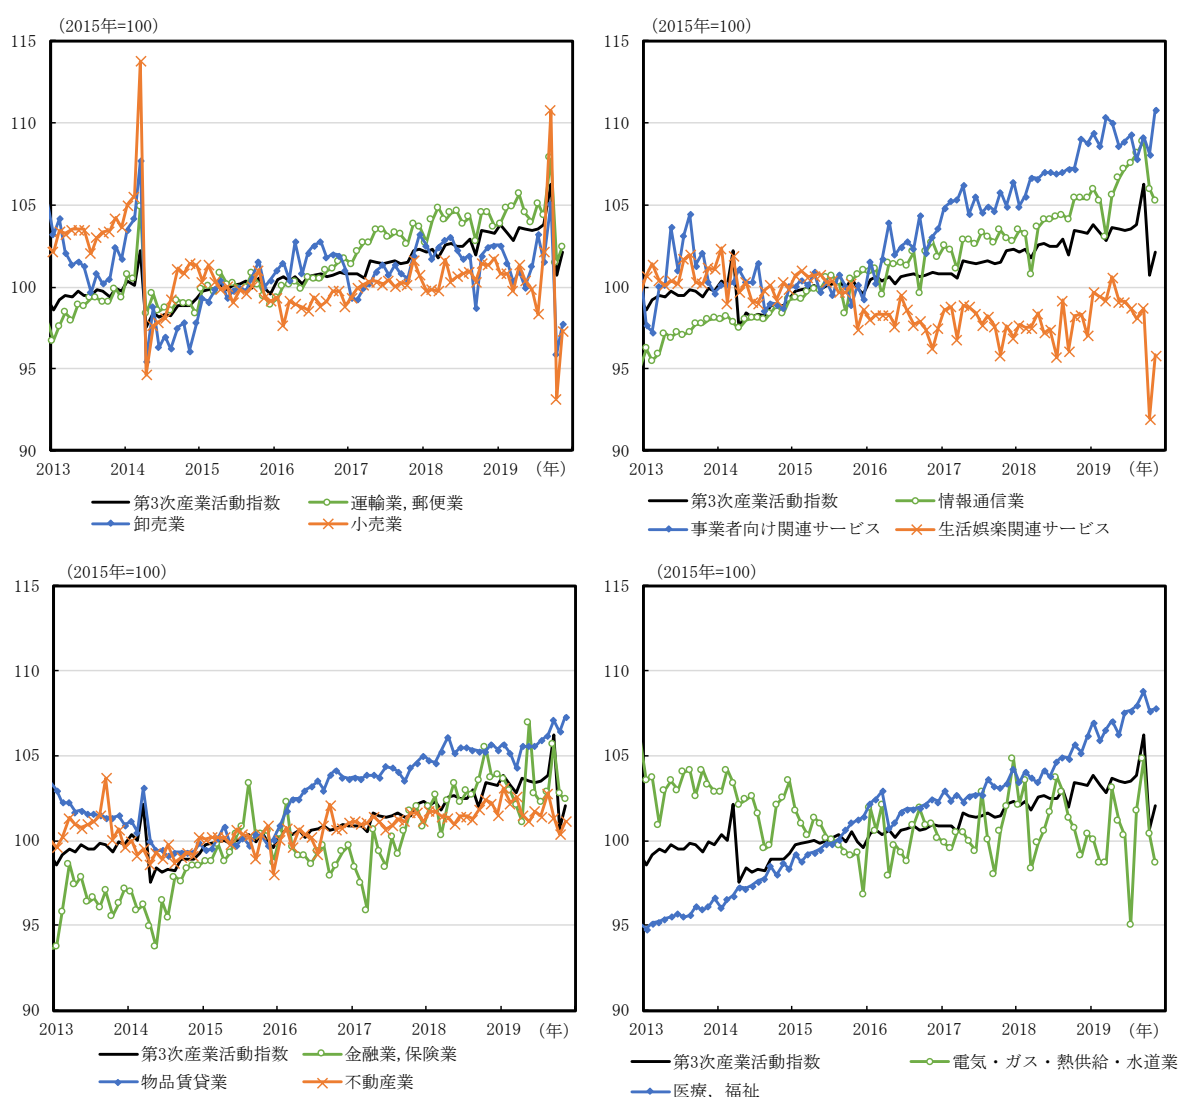 (2015年=100)
115
110
105
100
95
90
2013 2014 2015 2016 2017 2018 2019 (年)
第3次産業活動指数 運輸業,郵便業
卸売業 小売業
(2015年=100)
115
110
105
100
95
90
2013 2014 2015 2016 2017 2018 2019 (年)
第3次産業活動指数 情報通信業
事業者向け関連サービス 生活娯楽関連サービス
(2015年=100)
115
110
105
100
95
90
2013 2014 2015 2016 2017 2018 2019 (年)
第3次産業活動指数 金融業,保険業
物品賃貸業 不動産業
(2015年=100)
115
110
105
100
95
90
2013 2014 2015 2016 2017 2018 2019 (年)
第3次産業活動指数 電気・ガス・熱供給・水道業
医療,福祉